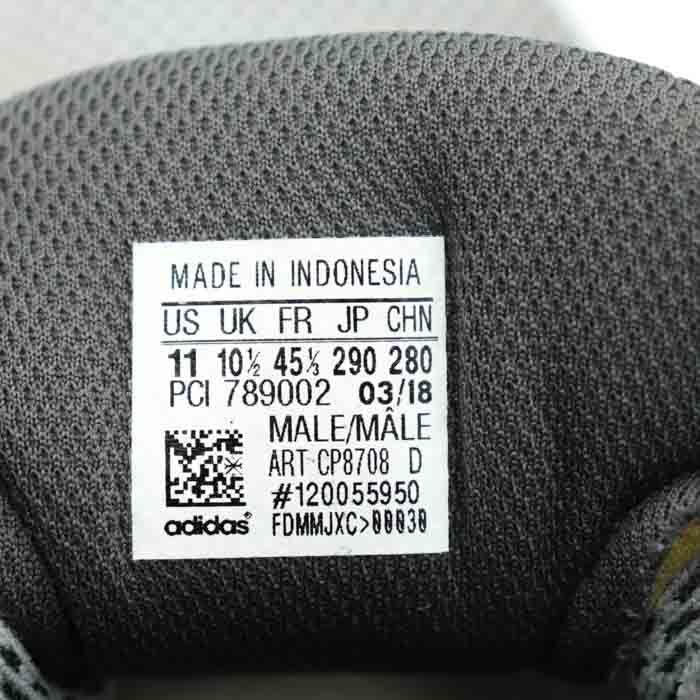 MADE IN INDONESIA
US UK FR JP CHN
11 10½ 45⅓ 290 280
PCI 789002 03/18
MALE/MÂLE
ART CP8708 D
#120055950
adidas FDMMJXC>00030